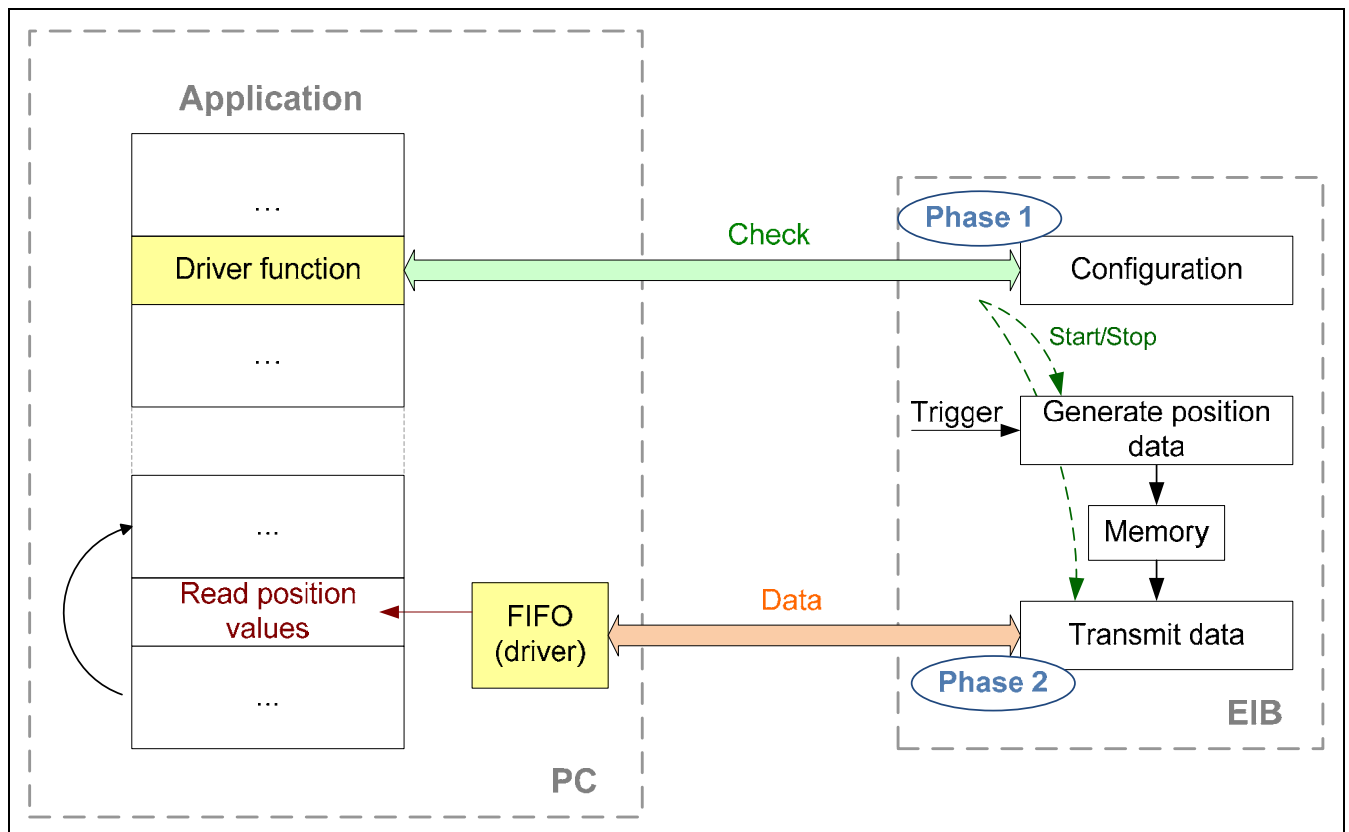 Application
...
Driver function
...
...
Read position
values
...
FIFO
(driver)
PC
Check
Data
Phase 1
Configuration
Start/Stop
Trigger
Generate position
data
Memory
Transmit data
Phase 2
EIB